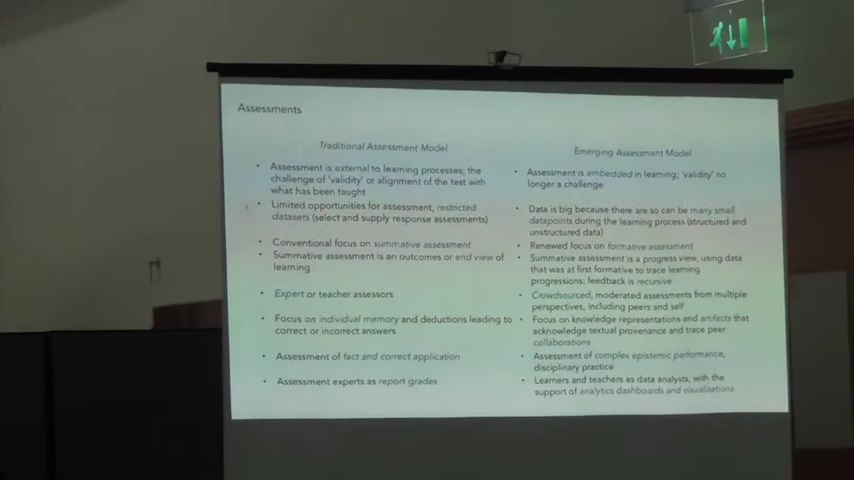 Assessments
Traditional Assessment Model
• Assessment is external to learning processes; the
challenge of 'validity' or alignment of the test with
what has been taught
• Limited opportunities for assessment, restricted
datasets (select and supply response assessments)
• Conventional focus on summative assessment
• Summative assessment is an outcomes or end view of
learning
• Expert or teacher assessors
• Focus on individual memory and deductions leading to
correct or incorrect answers
• Assessment of fact and correct application
• Assessment experts as report grades
Emerging Assessment Model
• Assessment is embedded in learning; 'validity' no
longer a challenge
• Data is big because there are so can be many small
datapoints during the learning process (structured and
unstructured data)
• Renewed focus on formative assessment
• Summative assessment is a progress view, using data
that was at first formative to trace learning
progressions; feedback is recursive
• Crowdsourced, moderated assessments from multiple
perspectives, including peers and self
• Focus on knowledge representations and artifacts that
acknowledge textual provenance and trace peer
collaborations
• Assessment of complex epistemic performance,
disciplinary practice
• Learners and teachers as data analysts, with the
support of analytics dashboards and visualizations